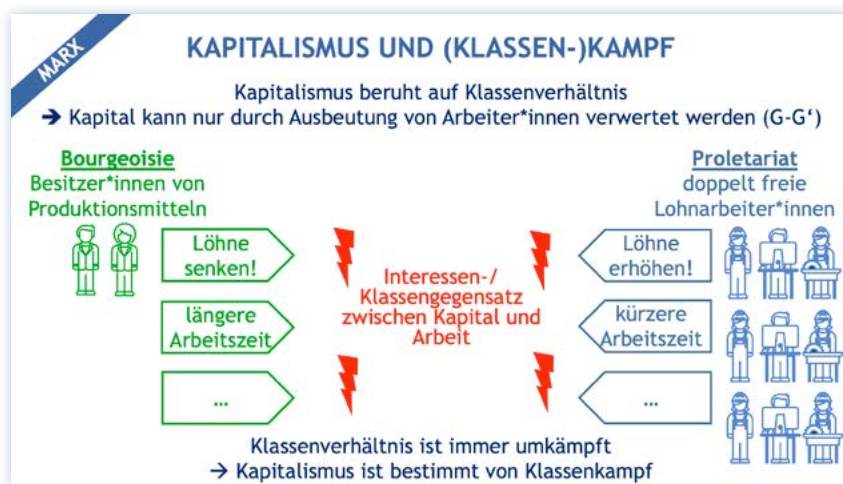 MARX
KAPITALISMUS UND (KLASSEN-)KAMPF
Kapitalismus beruht auf Klassenverhältnis
➔ Kapital kann nur durch Ausbeutung von Arbeiter*innen verwertet werden (G-G‘)
Bourgeoisie
Besitzer*innen von
Produktionsmitteln
Löhne
senken!
längere
Arbeitszeit
...
Interessen-/
Klassengegensatz
zwischen Kapital und
Arbeit
Proletariat
doppelt freie
Lohnarbeiter*innen
Löhne
erhöhen!
kürzere
Arbeitszeit
...
Klassenverhältnis ist immer umkämpft
→ Kapitalismus ist bestimmt von Klassenkampf